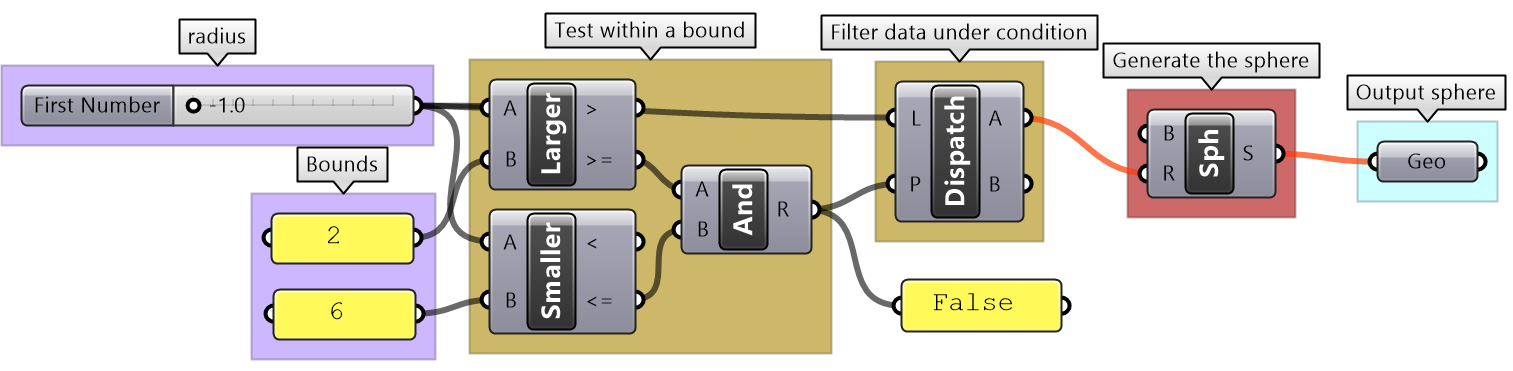 radius
First Number
-1.0
Bounds
2
6
Test within a bound
A
B
Larger
>
>=
A
B
Smaller
<
<=
A
B
And
R
Filter data under condition
L
P
Dispatch
A
B
False
Generate the sphere
B
R
Sph
S
Output sphere
Geo